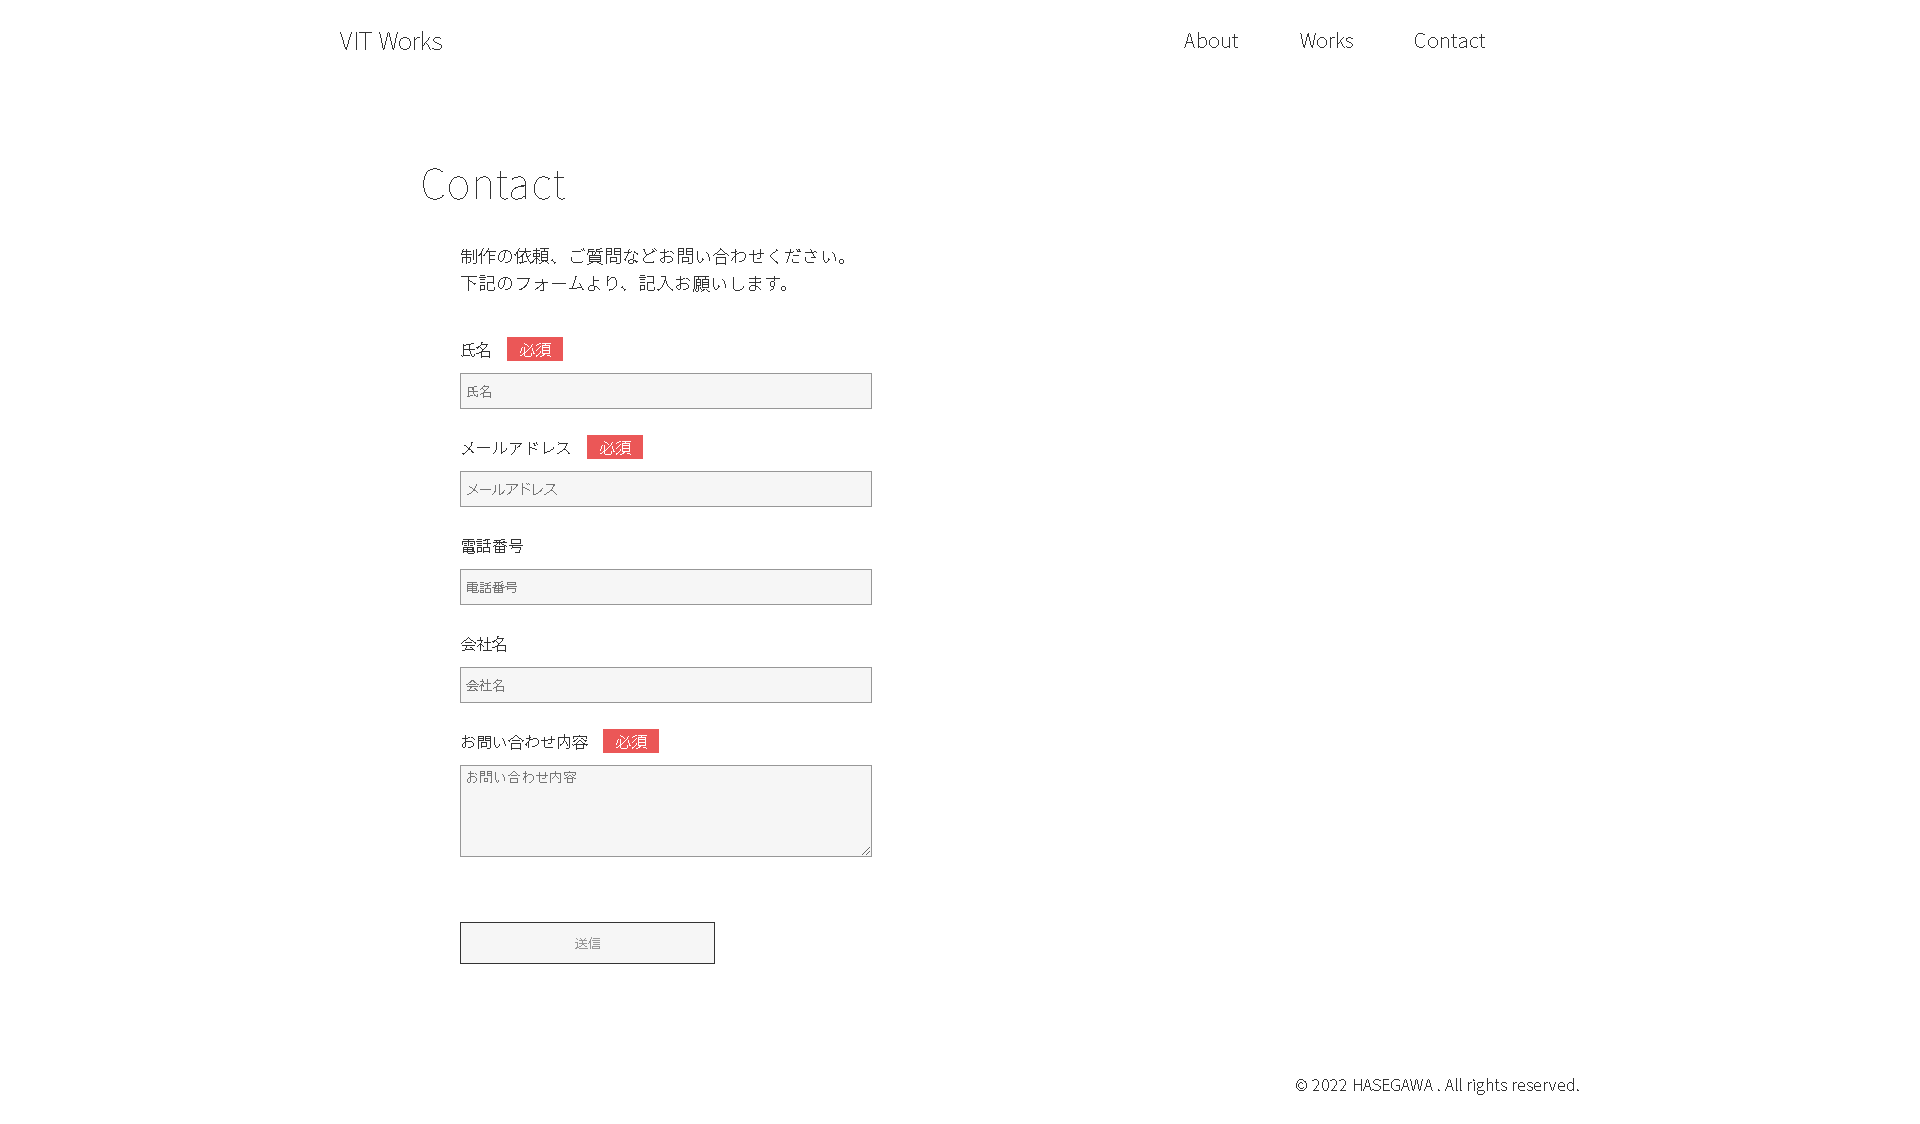 VIT Works About Works Contact
Contact
制作の依頼、ご質問などお問い合わせください。
下記のフォームより、記入お願いします。
氏名 必須
氏名
メールアドレス 必須
メールアドレス
電話番号
電話番号
会社名
会社名
お問い合わせ内容 必須
お問い合わせ内容
送信
© 2022 HASEGAWA . All rights reserved.